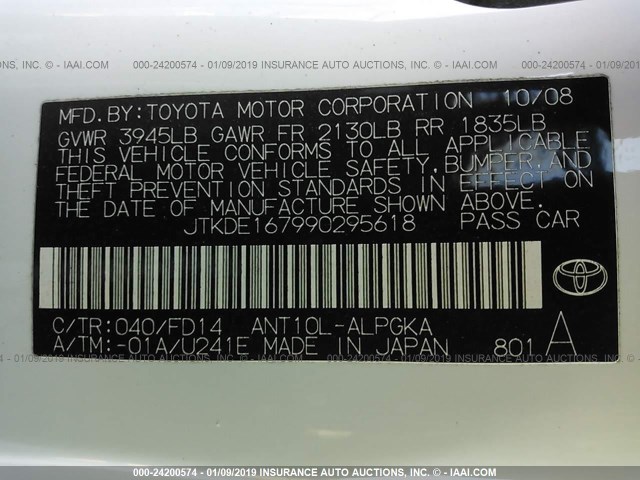 000-24200574 - 01/09/2019 INSURANCE AUTO AUCTIONS, INC. - IAAI.COM
MFD. BY: TOYOTA MOTOR CORPORATION 10/08
GVWR 3945LB GAWR FR 2130LB RR 1835LB
THIS VEHICLE CONFORMS TO ALL APPLICABLE
FEDERAL MOTOR VEHICLE SAFETY, BUMPER, AND
THEFT PREVENTION STANDARDS IN EFFECT ON
THE DATE OF MANUFACTURE SHOWN ABOVE.
JTKDE167990295618 PASS CAR
C/TR: 040/FD14 ANT10L-ALPGKA
A/TM: -01A/U241E MADE IN JAPAN 801 A
000-24200574 - 01/09/2019 INSURANCE AUTO AUCTIONS, INC. - IAAI.COM
000-24200574 - 01/09/2019 INSURANCE AUTO AUCTIONS, INC. - IAAI.COM